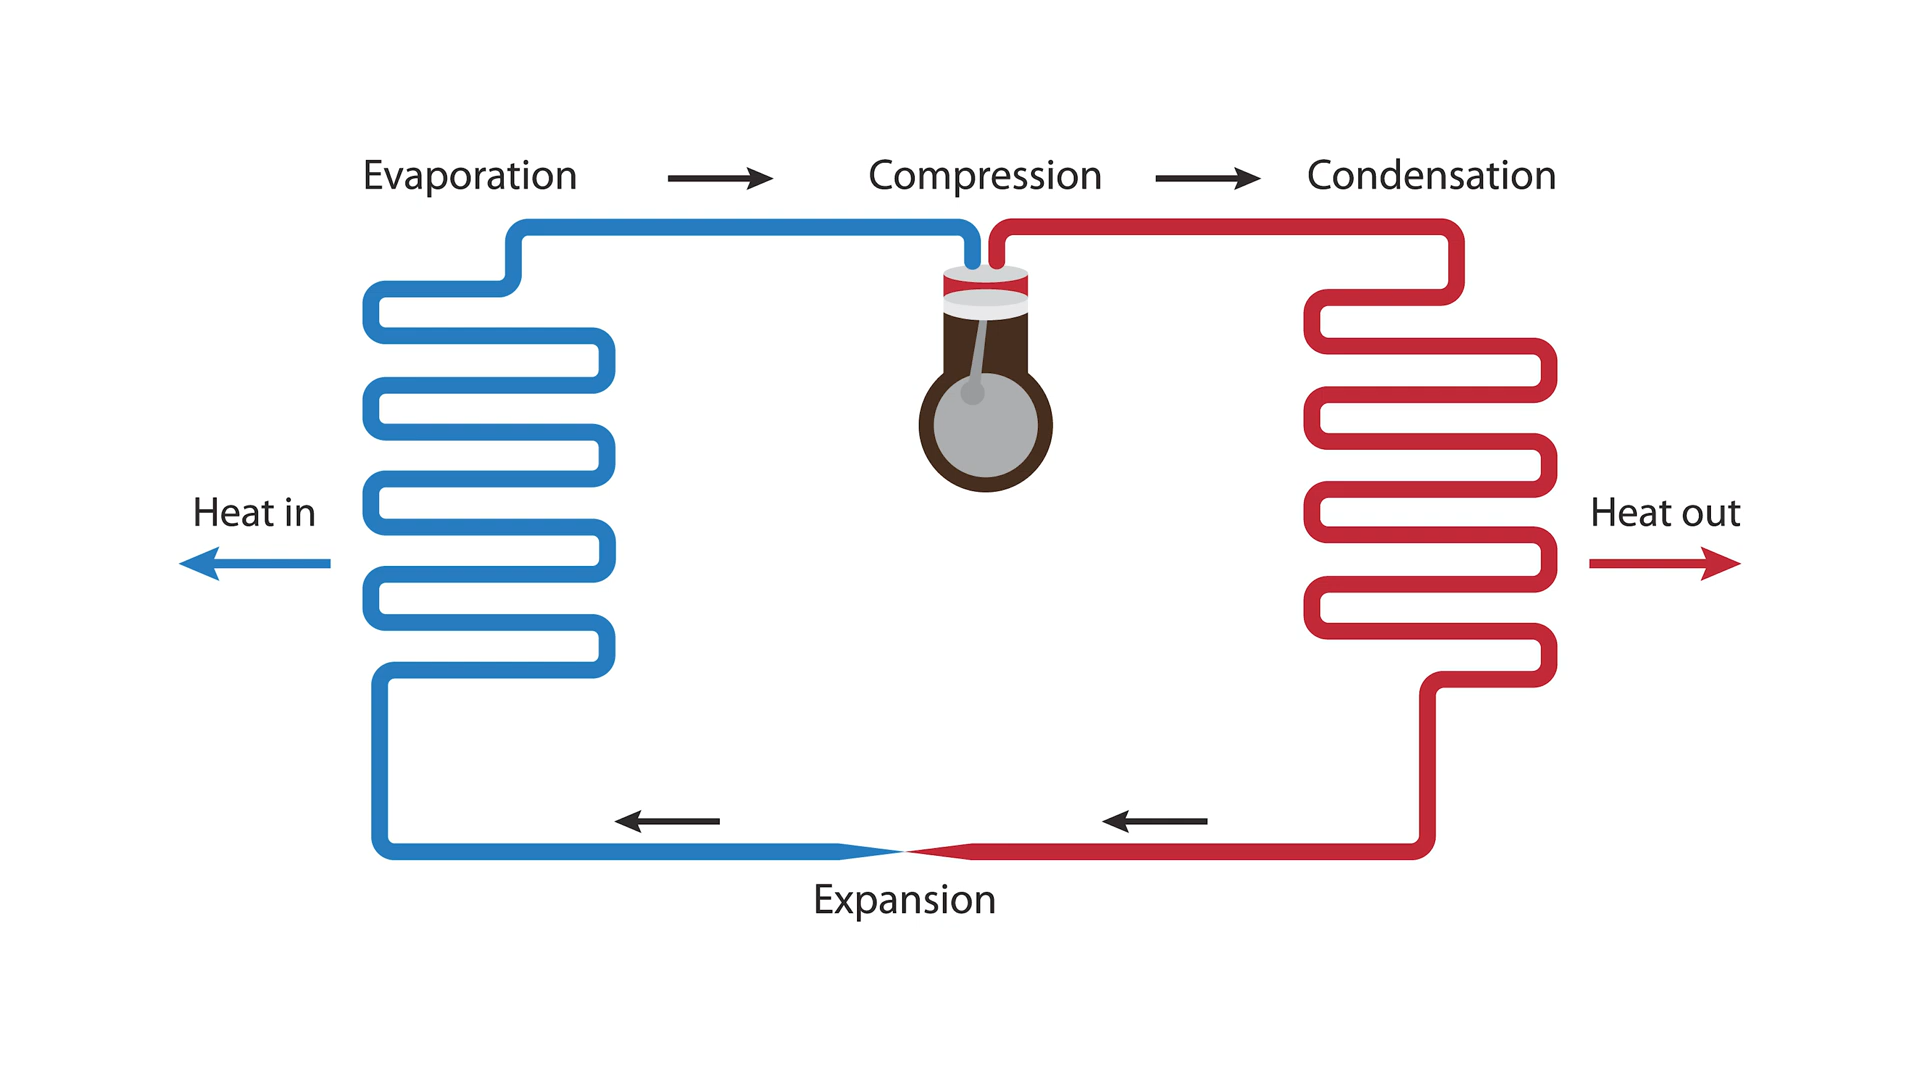 Evaporation
Compression
Condensation
Heat in
Heat out
Expansion